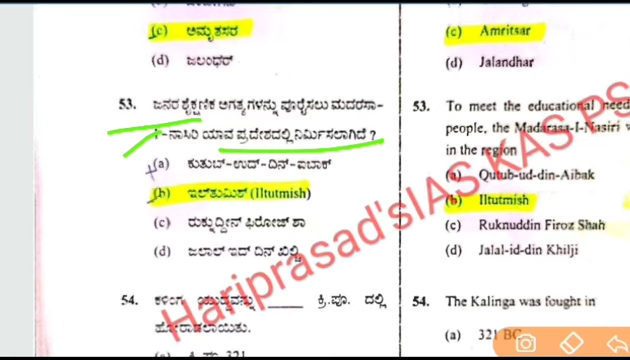 (c) ಅಮೃತಸರ
(d) ಜಲಂಧರ್
53. ಜನರ ಶೈಕ್ಷಣಿಕ ಅಗತ್ಯಗಳನ್ನು ಪೂರೈಸಲು ಮದರಸಾ-
ಐ-ನಾಸಿರಿ ಯಾವ ಪ್ರದೇಶದಲ್ಲಿ ನಿರ್ಮಿಸಲಾಗಿದೆ ?
(a) ಕುತುಬ್-ಉದ್-ದಿನ್-ಐಬಾಕ್
(b) ಇಲ್ತುಮಿಶ್ (Iltutmish)
(c) ರುಕ್ನುದ್ದೀನ್ ಫಿರೋಜ್ ಶಾ
(d) ಜಲಾಲ್ ಇದ್ ದಿನ್ ಖಿಲ್ಜಿ
54. ಕಳಿಂಗ ಯುದ್ಧವನ್ನು ____ ಕ್ರಿ.ಪೂ. ದಲ್ಲಿ
ಹೋರಾಡಲಾಯಿತು.
(c) Amritsar
(d) Jalandhar
53. To meet the educational need
people, the Madarasa-I-Nasiri
in the region
(a) Qutub-ud-din-Aibak
(b) Iltutmish
(c) Ruknuddin Firoz Shah
(d) Jalal-id-din Khilji
54. The Kalinga was fought in
(a) 321 BC
Hariprasad'sIAS KAS PS